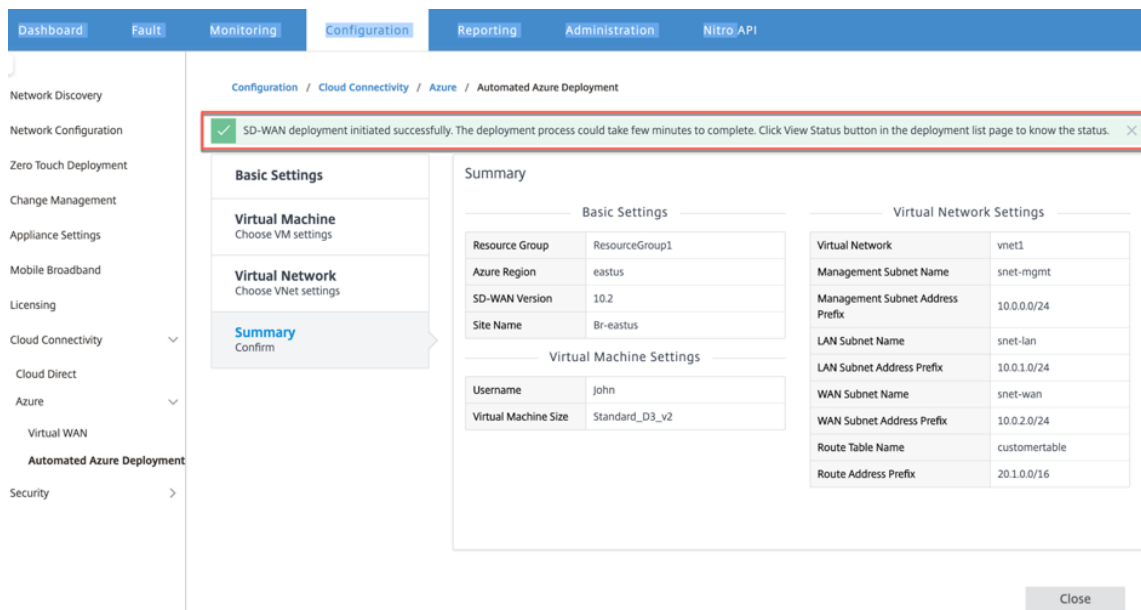 Dashboard Fault Monitoring Configuration Reporting Administration Nitro API
Network Discovery
Network Configuration
Zero Touch Deployment
Change Management
Appliance Settings
Mobile Broadband
Licensing
Cloud Connectivity
Cloud Direct
Azure
Virtual WAN
Automated Azure Deployment
Security
Configuration / Cloud Connectivity / Azure / Automated Azure Deployment
SD-WAN deployment initiated successfully. The deployment process could take few minutes to complete. Click View Status button in the deployment list page to know the status.
Basic Settings
Virtual Machine
Choose VM settings
Virtual Network
Choose VNet settings
Summary
Confirm
Summary
Basic Settings
Resource Group ResourceGroup1
Azure Region eastus
SD-WAN Version 10.2
Site Name Br-eastus
Virtual Machine Settings
Username John
Virtual Machine Size Standard_D3_v2
Virtual Network Settings
Virtual Network vnet1
Management Subnet Name snet-mgmt
Management Subnet Address
Prefix 10.0.0.0/24
LAN Subnet Name snet-lan
LAN Subnet Address Prefix 10.0.1.0/24
WAN Subnet Name snet-wan
WAN Subnet Address Prefix 10.0.2.0/24
Route Table Name customertable
Route Address Prefix 20.1.0.0/16
Close